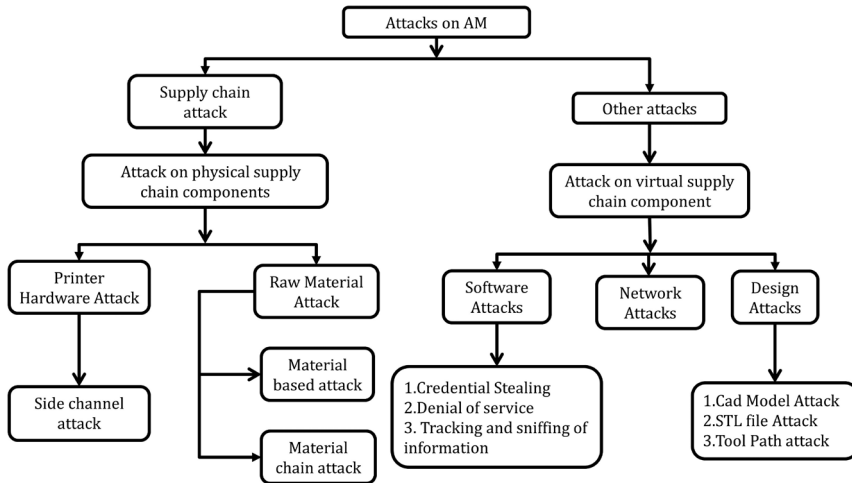 Attacks on AM
Supply chain
attack
Other attacks
Attack on physical supply
chain components
Attack on virtual supply
chain component
Printer
Hardware Attack
Raw Material
Attack
Software
Attacks
Network
Attacks
Design
Attacks
Side channel
attack
Material
based attack
Material
chain attack
1.Credential Stealing
2.Denial of service
3. Tracking and sniffing of
information
1.Cad Model Attack
2.STL file Attack
3.Tool Path attack